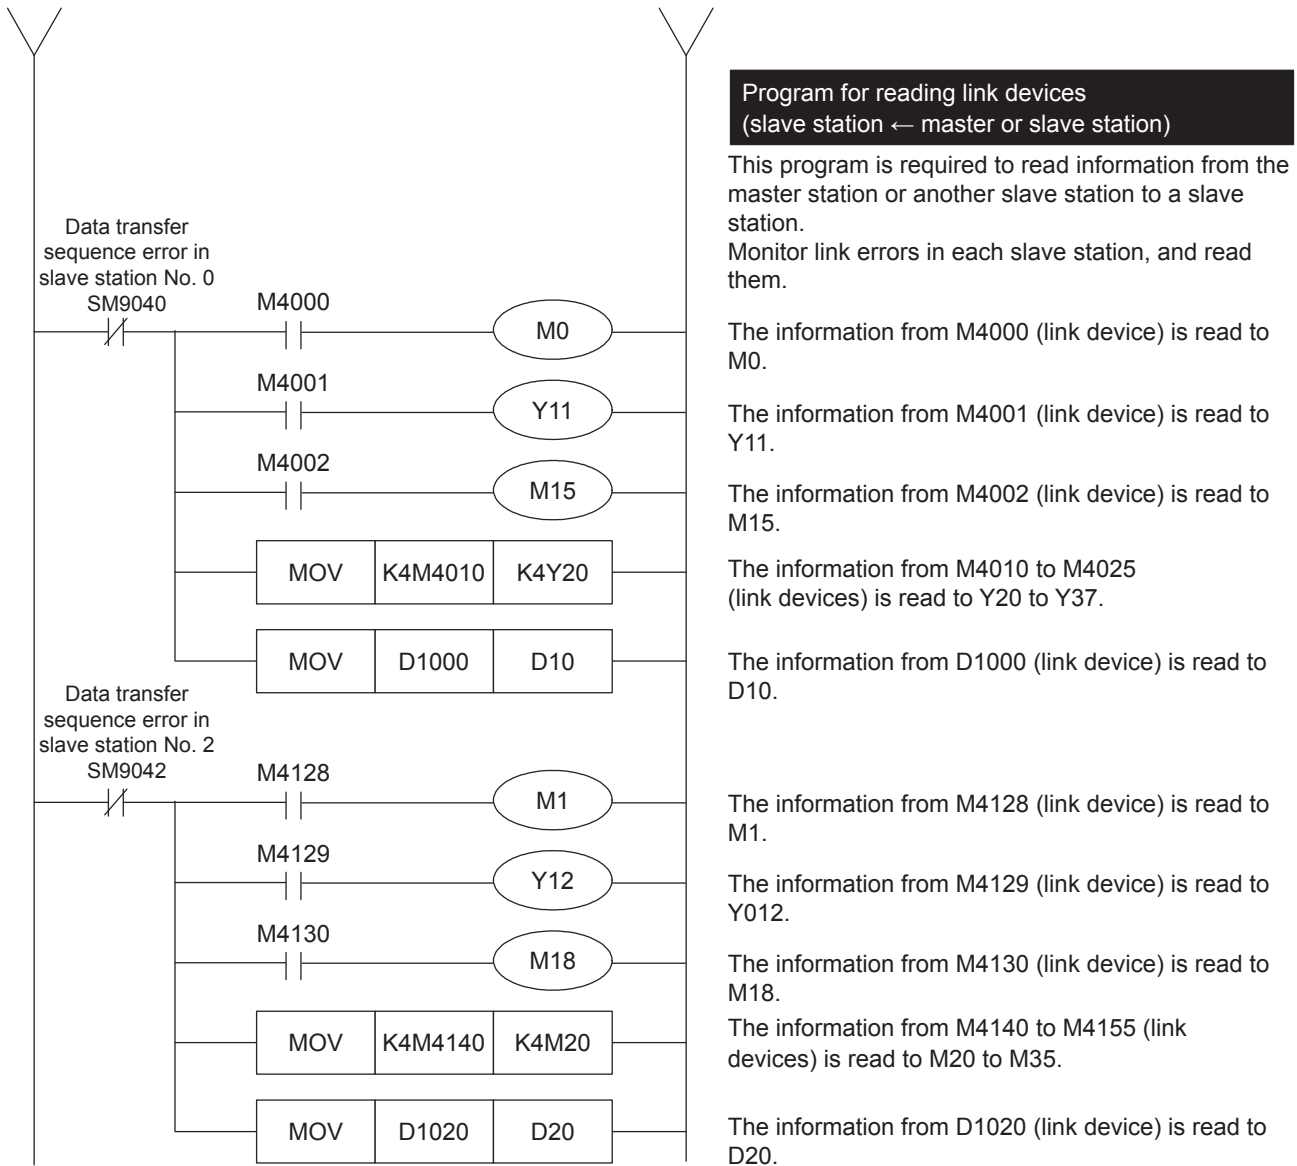 Program for reading link devices
(slave station ← master or slave station)
This program is required to read information from the
master station or another slave station to a slave
station.
Monitor link errors in each slave station, and read
them.
Data transfer
sequence error in
slave station No. 0
SM9040
M4000
M0
The information from M4000 (link device) is read to
M0.
M4001
Y11
The information from M4001 (link device) is read to
Y11.
M4002
M15
The information from M4002 (link device) is read to
M15.
MOV K4M4010 K4Y20
The information from M4010 to M4025
(link devices) is read to Y20 to Y37.
MOV D1000 D10
The information from D1000 (link device) is read to
D10.
Data transfer
sequence error in
slave station No. 2
SM9042
M4128
M1
The information from M4128 (link device) is read to
M1.
M4129
Y12
The information from M4129 (link device) is read to
Y012.
M4130
M18
The information from M4130 (link device) is read to
M18.
MOV K4M4140 K4M20
The information from M4140 to M4155 (link
devices) is read to M20 to M35.
MOV D1020 D20
The information from D1020 (link device) is read to
D20.